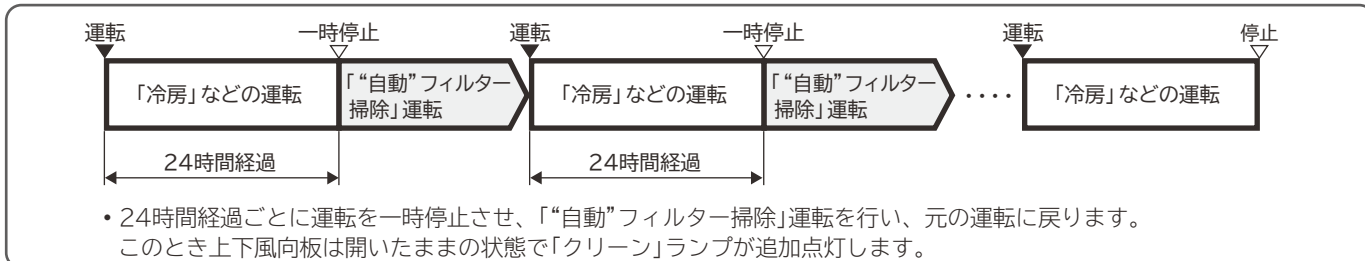 運転 一時停止 運転 一時停止 運転 停止
「冷房」などの運転 「“自動”フィルター掃除」運転 「冷房」などの運転 「“自動”フィルター掃除」運転 ････ 「冷房」などの運転
24時間経過 24時間経過
• 24時間経過ごとに運転を一時停止させ、「“自動”フィルター掃除」運転を行い、元の運転に戻ります。
このとき上下風向板は開いたままの状態で「クリーン」ランプが追加点灯します。